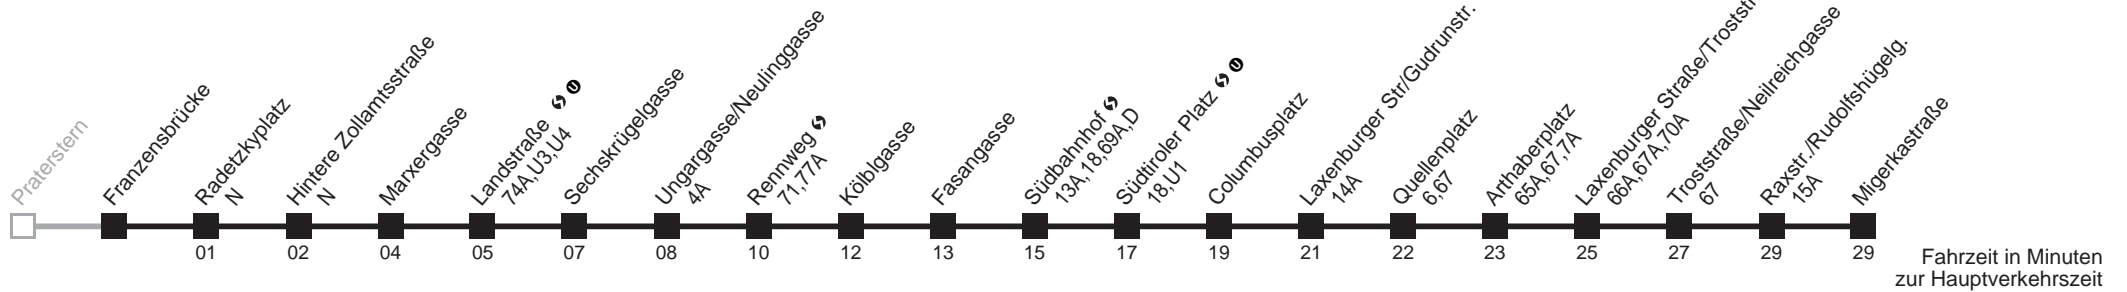 Praterstern
Franzensbrücke
Radetzkyplatz
N
01
Hintere Zollamtsstraße
N
02
Marxergasse
04
Landstraße S U
74A,U3,U4
05
Sechskrügelgasse
07
Ungargasse/Neulinggasse
4A
08
Rennweg S
71,77A
10
Kölblgasse
12
Fasangasse
13
Südbahnhof S
13A,18,69A,D
15
Südtiroler Platz S U
18,U1
17
Columbusplatz
19
Laxenburger Str/Gudrunstr.
14A
21
Quellenplatz
6,67
22
Arthaberplatz
65A,67,7A
23
Laxenburger Straße/
66A,67A,70A
25
Troststraße/Neilreichgasse
67
27
Raxstr./Rudolfshügelg.
15A
29
Migerkastraße
29
Fahrzeit in Minuten
zur Hauptverkehrszeit